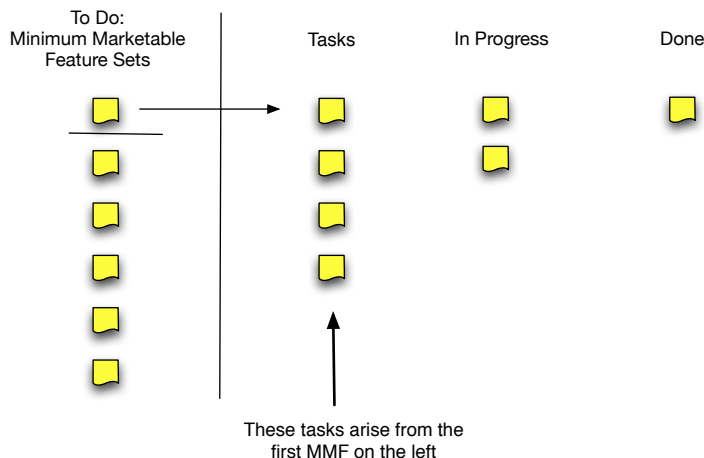 To Do:
Minimum Marketable
Feature Sets
Tasks
In Progress
Done
These tasks arise from the
first MMF on the left